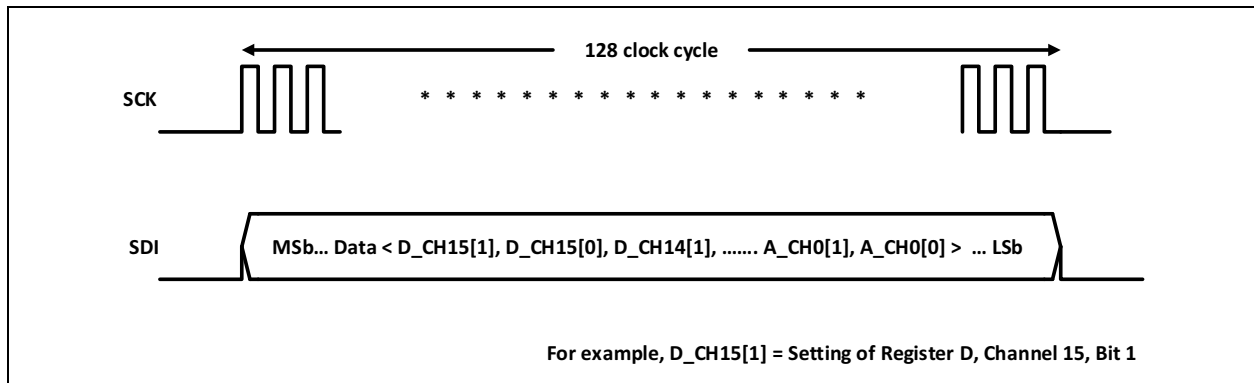 128 clock cycle
SCK
* * * * * * * * * * * * * * * * * *
SDI
MSb... Data < D_CH15[1], D_CH15[0], D_CH14[1], ....... A_CH0[1], A_CH0[0] > ... LSb
For example, D_CH15[1] = Setting of Register D, Channel 15, Bit 1